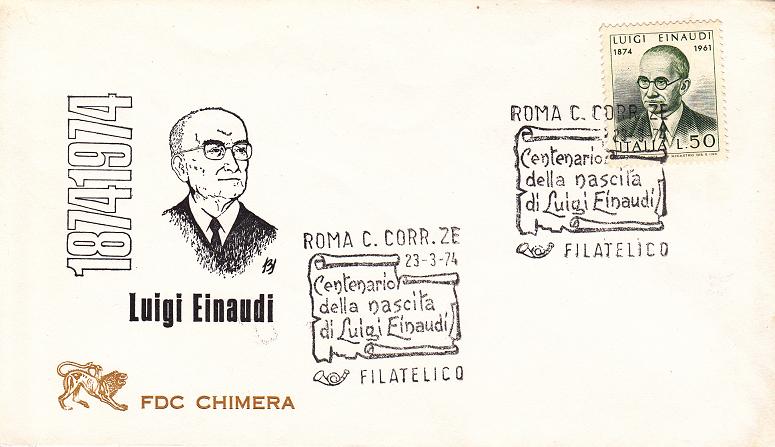 18741974
Luigi Einaudi
FDC CHIMERA
ROMA C. CORR.ZE
23-3-74
Centenario
della nascita
di Luigi Einaudi
FILATELICO
LUIGI EINAUDI
1874 1961
ITALIA L.50
ROMA C. CORR.ZE
Centenario
della nascita
di Luigi Einaudi
FILATELICO